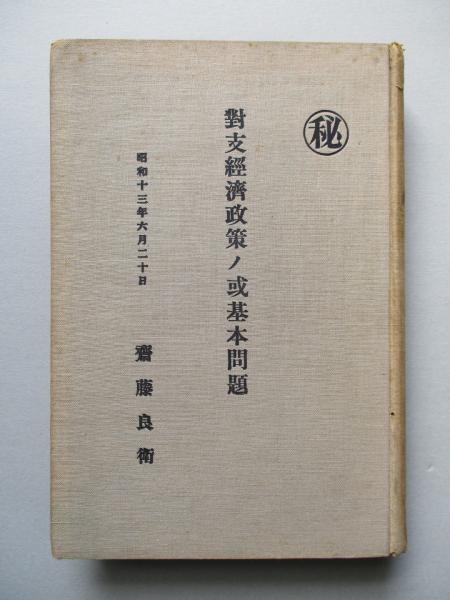 ㊙
對支經濟政策ノ或基本問題
昭和十三年六月二十日
齋藤良衛